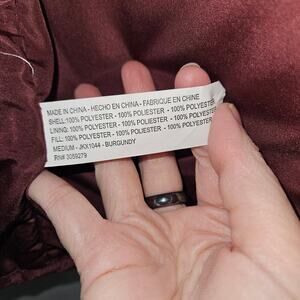 MADE IN CHINA - HECHO EN CHINA - FABRIQUE EN CHINE
SHELL:100% POLYESTER - 100% POLIESTER - 100% POLYESTER
LINING: 100% POLYESTER - 100% POLIESTER - 100% POLYESTER
FILL: 100% POLYESTER - 100% POLIESTER - 100% POLYESTER
MEDIUM - JKX1044 - BURGUNDY
RN# 3059279